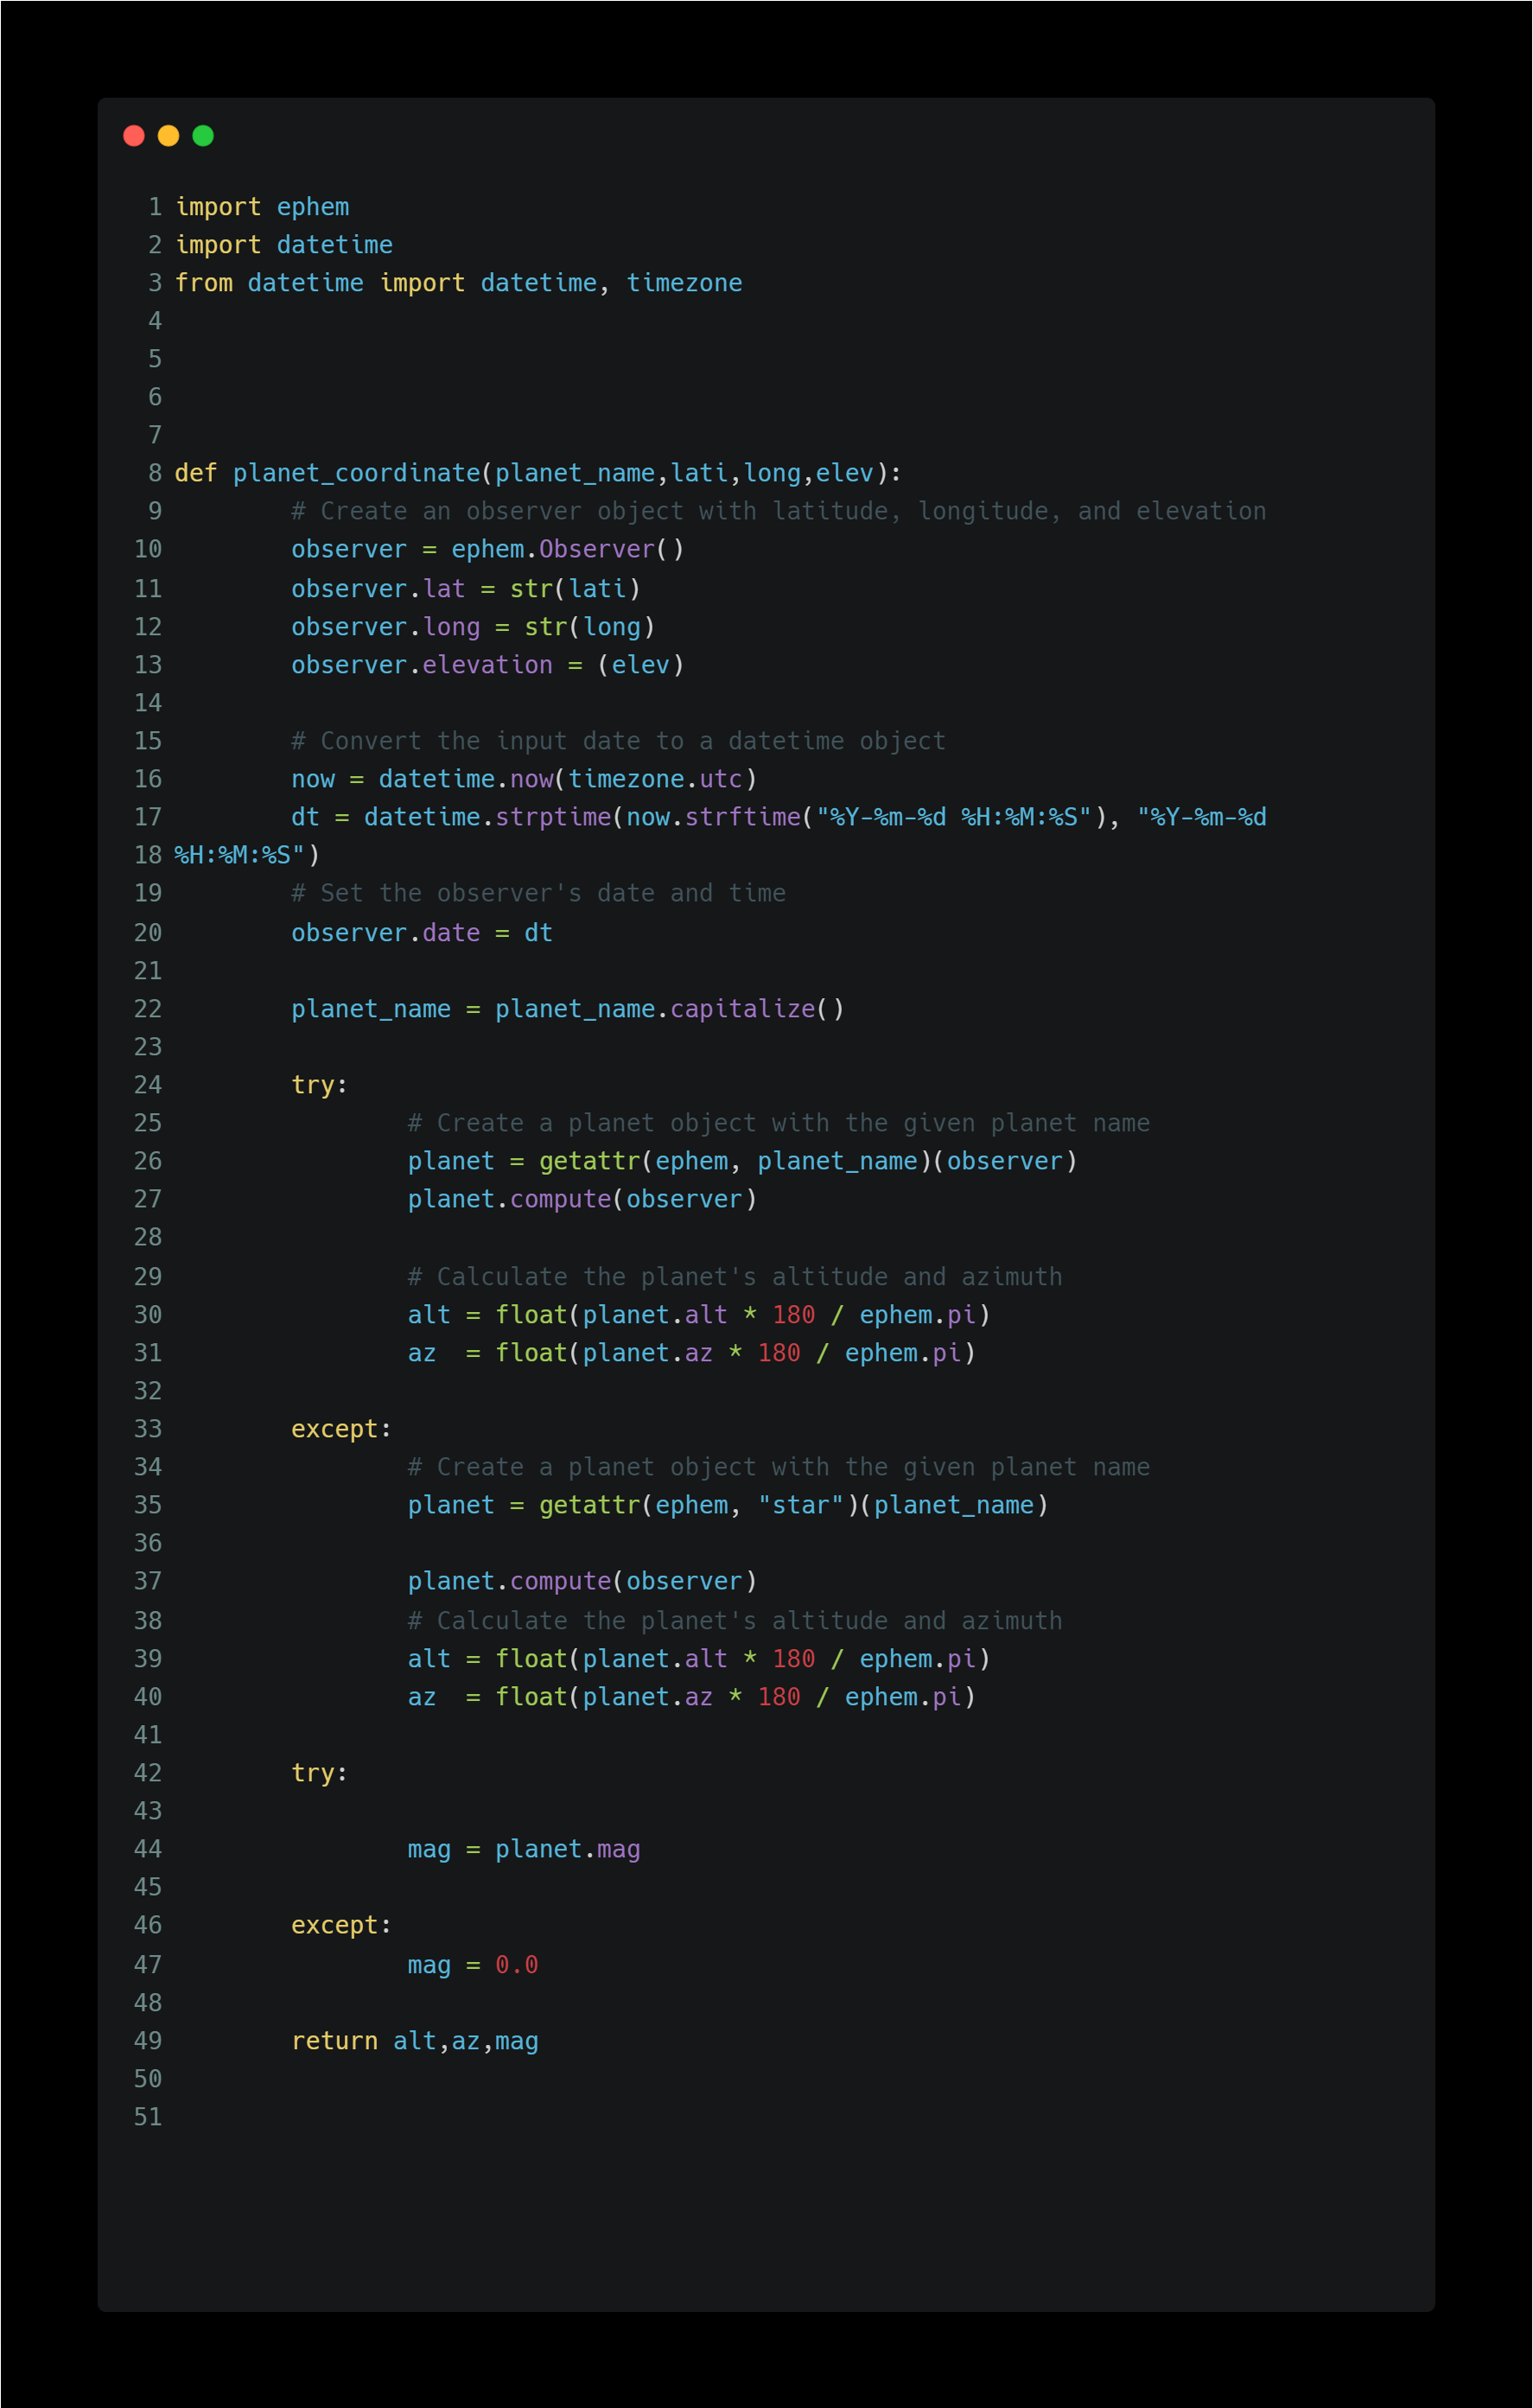 1 import ephem
2 import datetime
3 from datetime import datetime, timezone
4
5
6
7
8 def planet_coordinate(planet_name,lati,long,elev):
9         # Create an observer object with latitude, longitude, and elevation
10         observer = ephem.Observer()
11         observer.lat = str(lati)
12         observer.long = str(long)
13         observer.elevation = (elev)
14
15         # Convert the input date to a datetime object
16         now = datetime.now(timezone.utc)
17         dt = datetime.strptime(now.strftime("%Y-%m-%d %H:%M:%S"), "%Y-%m-%d
18 %H:%M:%S")
19         # Set the observer's date and time
20         observer.date = dt
21
22         planet_name = planet_name.capitalize()
23
24         try:
25                 # Create a planet object with the given planet name
26                 planet = getattr(ephem, planet_name)(observer)
27                 planet.compute(observer)
28
29                 # Calculate the planet's altitude and azimuth
30                 alt = float(planet.alt * 180 / ephem.pi)
31                 az  = float(planet.az * 180 / ephem.pi)
32
33         except:
34                 # Create a planet object with the given planet name
35                 planet = getattr(ephem, "star")(planet_name)
36
37                 planet.compute(observer)
38                 # Calculate the planet's altitude and azimuth
39                 alt = float(planet.alt * 180 / ephem.pi)
40                 az  = float(planet.az * 180 / ephem.pi)
41
42         try:
43
44                 mag = planet.mag
45
46         except:
47                 mag = 0.0
48
49         return alt,az,mag
50
51